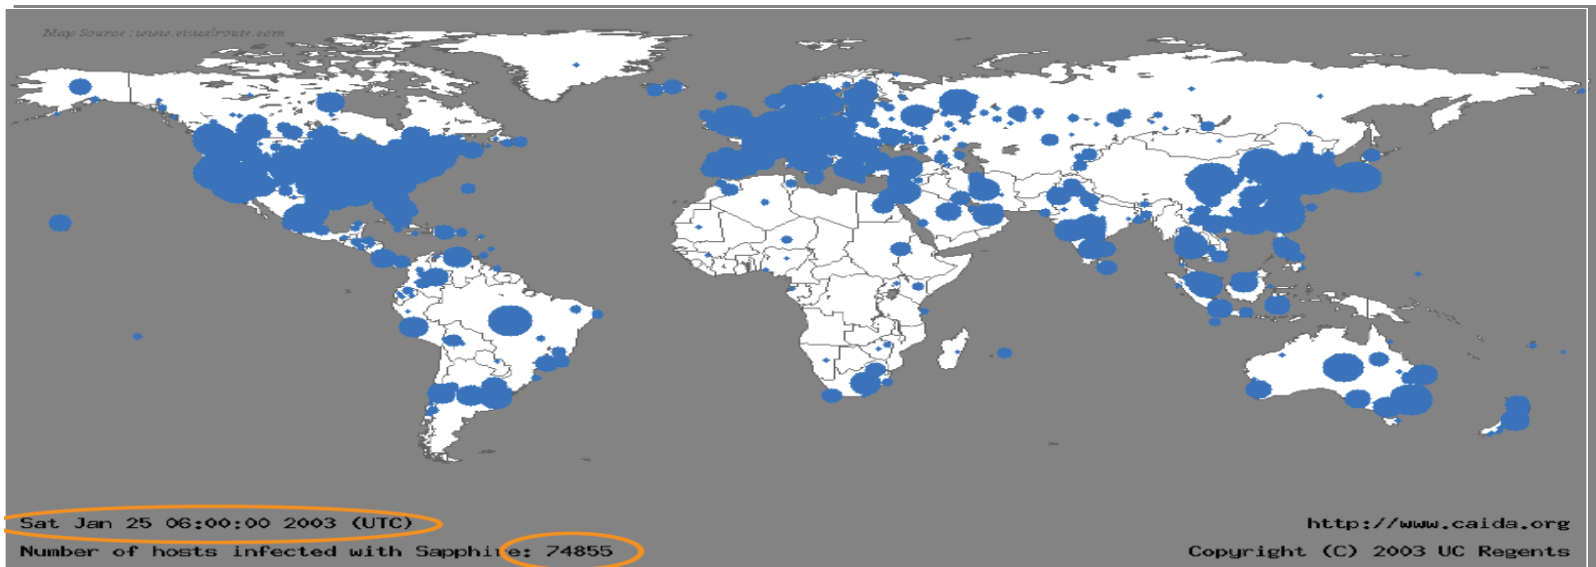 Map Source : www.visualroute.com
Sat Jan 25 06:00:00 2003 (UTC)
http://www.caida.org
Number of hosts infected with Sapphire: 74855
Copyright (C) 2003 UC Regents